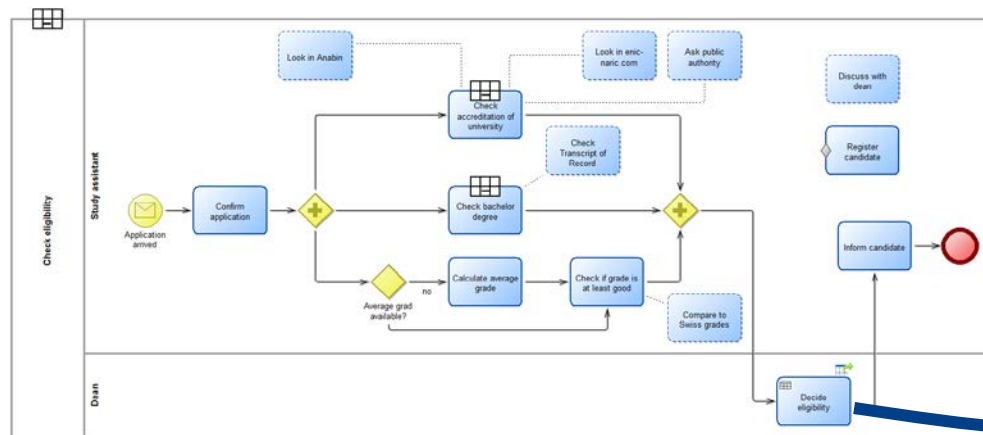 Check eligibility
Study assistant
Dean
Look in Anabin
Look in enic-
naric com
Ask public
authority
Discuss with
dean
Check
accreditation of
university
Check
Transcript of
Record
Register
candidate
Application
arrived
Confirm
application
Check bachelor
degree
Inform candidate
Average grad
available?
no
Calculate average
grade
Check if grade is
at least good
Compare to
Swiss grades
Decide
eligibility